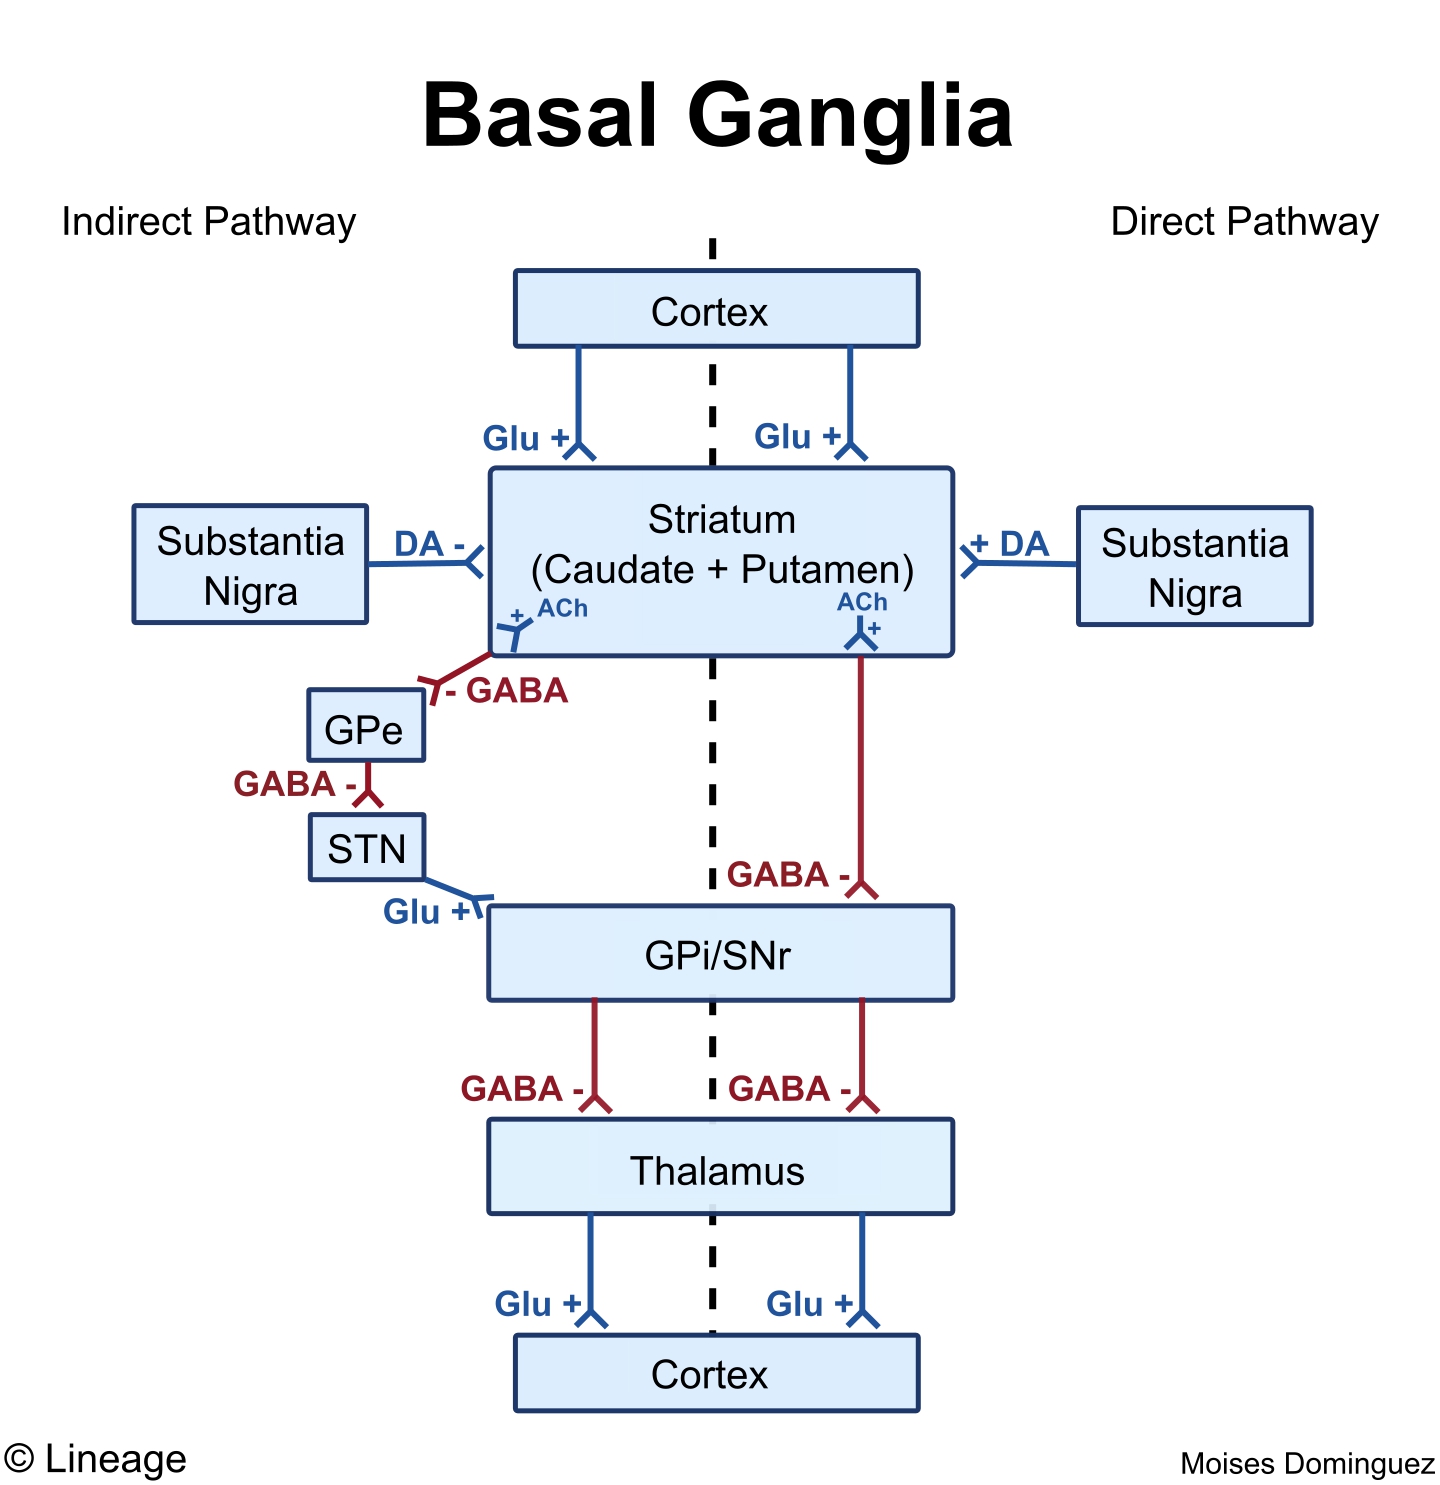 Basal Ganglia
Indirect Pathway
Direct Pathway
Cortex
Glu +
Glu +
Substantia
Nigra
DA -
Striatum
(Caudate + Putamen)
+ ACh
ACh
+
+ DA
Substantia
Nigra
- GABA
GPe
GABA -
STN
Glu +
GABA -
GPi/SNr
GABA -
GABA -
Thalamus
Glu +
Glu +
Cortex
© Lineage
Moises Dominguez